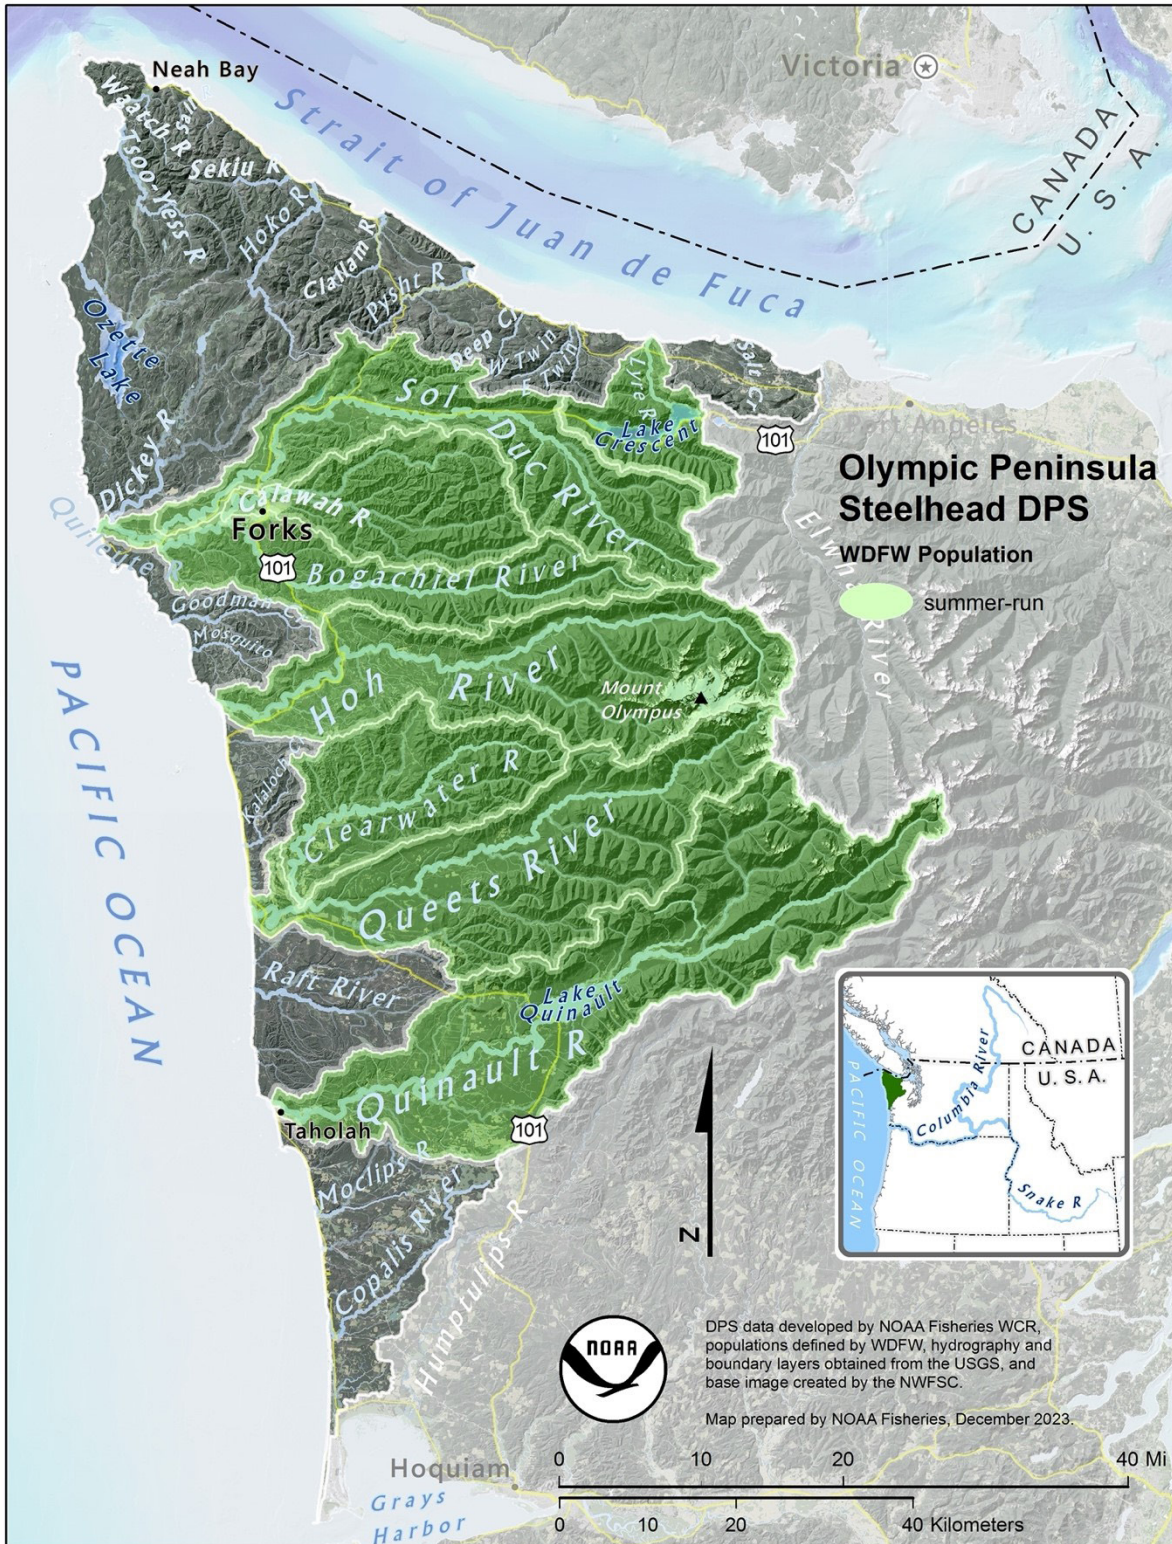 Neah Bay
Victoria
Waatch R
Tsoo-Yess R
Sekiu R
Hoko R
Clallam R
Pysht R
Deep C
W Twin
E Twin
Strait of Juan de Fuca
CANADA
U. S. A.
Ozette
Lake
Dickey R
Sol Duc River
Lyre R
Lake
Crescent
Salt Cr
101
Port Angeles
Olympic Peninsula
Steelhead DPS
WDFW Population
summer-run
Elwha River
Calawah R
Forks
101
Bogachiel River
Goodman C
Mosquito
Hoh River
Mount
Olympus
PACIFIC OCEAN
Kalaloch C
Clearwater R
Queets River
Raft River
Lake
Quinault
Quinault R
Taholah
101
Moclips R
Copalis River
Humptulips R
N
CANADA
U. S. A.
Columbia River
PACIFIC OCEAN
Snake R
NOAA
DPS data developed by NOAA Fisheries WCR,
populations defined by WDFW, hydrography and
boundary layers obtained from the USGS, and
base image created by the NWFSC.
Map prepared by NOAA Fisheries, December 2023.
Hoquiam
Grays
Harbor
0 10 20 40 Mi
0 10 20 40 Kilometers